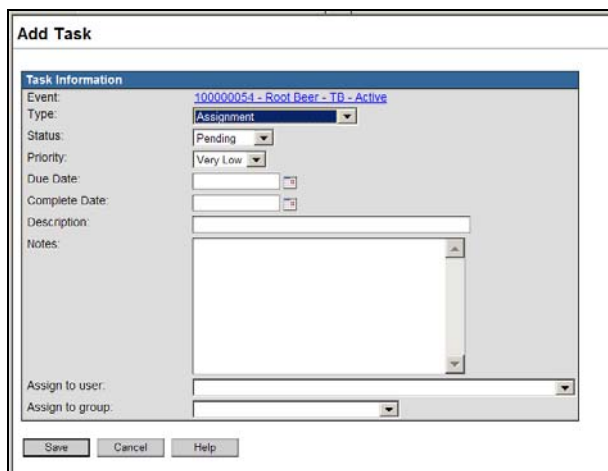 Add Task
Task Information
Event: 100000054 - Root Beer - TB - Active
Type: Assignment
Status: Pending
Priority: Very Low
Due Date:
Complete Date:
Description:
Notes:
Assign to user:
Assign to group:
Save Cancel Help